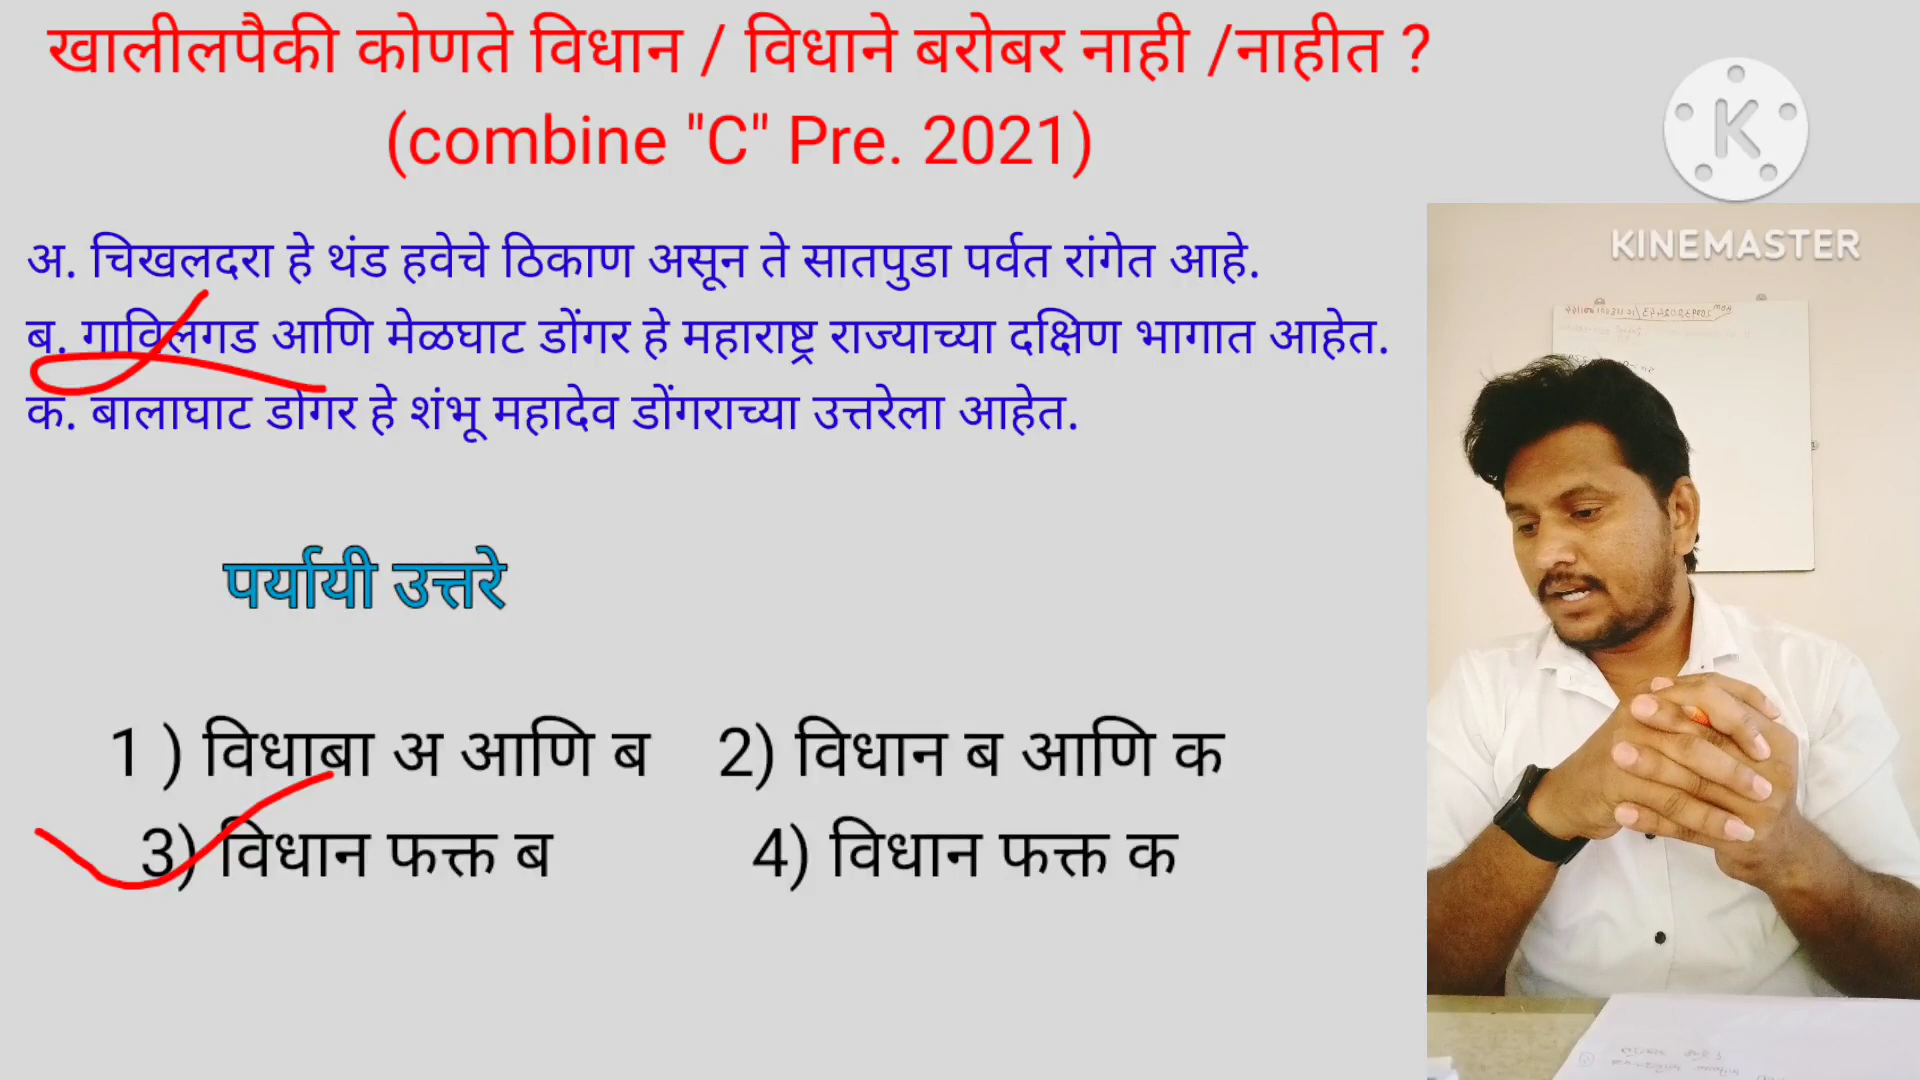 खालीलपैकी कोणते विधान / विधाने बरोबर नाही /नाहीत ?
(combine "C" Pre. 2021)
अ. चिखलदरा हे थंड हवेचे ठिकाण असून ते सातपुडा पर्वत रांगेत आहे.
ब. गाविलगड आणि मेळघाट डोंगर हे महाराष्ट्र राज्याच्या दक्षिण भागात आहेत.
क. बालाघाट डोंगर हे शंभू महादेव डोंगराच्या उत्तरेला आहेत.
पर्यायी उत्तरे
1 ) विधाबा अ आणि ब 2) विधान ब आणि क
3) विधान फक्त ब 4) विधान फक्त क
K
KINEMASTER